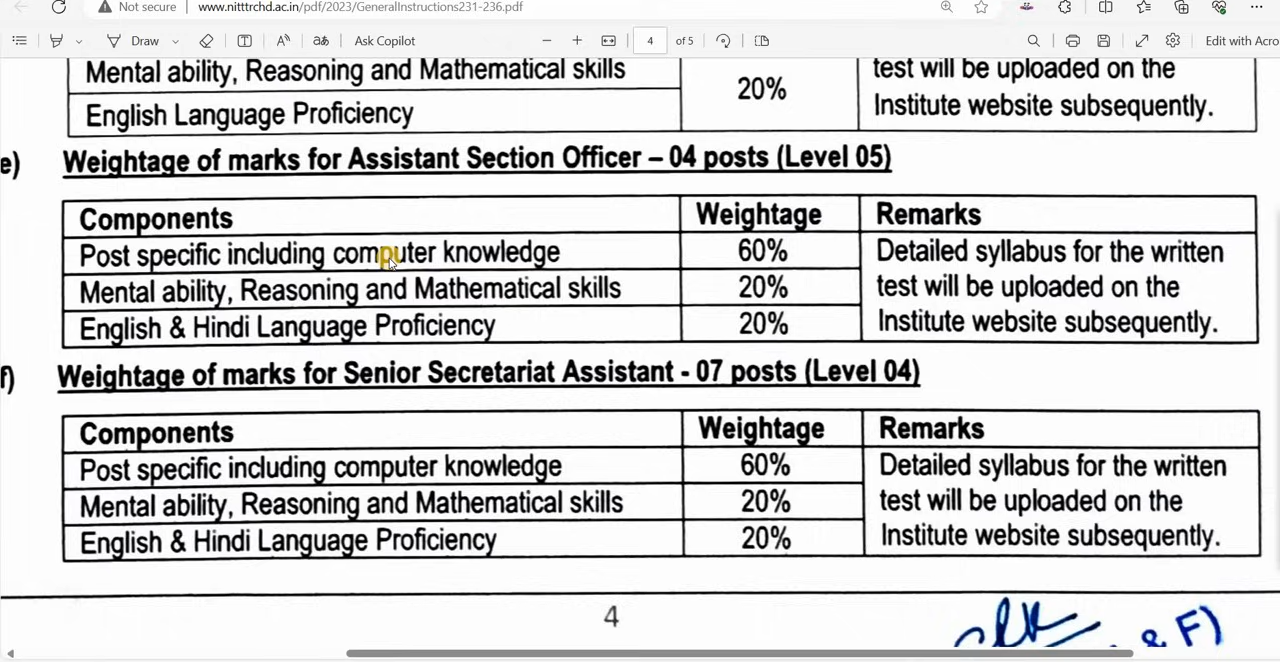 Not secure www.nitttrchd.ac.in/pdf/2023/GeneralInstructions231-236.pdf
Draw Ask Copilot 4 of 5 Edit with Acro
Mental ability, Reasoning and Mathematical skills 20% test will be uploaded on the
English Language Proficiency Institute website subsequently.
e) Weightage of marks for Assistant Section Officer – 04 posts (Level 05)
Components Weightage Remarks
Post specific including computer knowledge 60% Detailed syllabus for the written
Mental ability, Reasoning and Mathematical skills 20% test will be uploaded on the
English & Hindi Language Proficiency 20% Institute website subsequently.
f) Weightage of marks for Senior Secretariat Assistant - 07 posts (Level 04)
Components Weightage Remarks
Post specific including computer knowledge 60% Detailed syllabus for the written
Mental ability, Reasoning and Mathematical skills 20% test will be uploaded on the
English & Hindi Language Proficiency 20% Institute website subsequently.
4
& F)